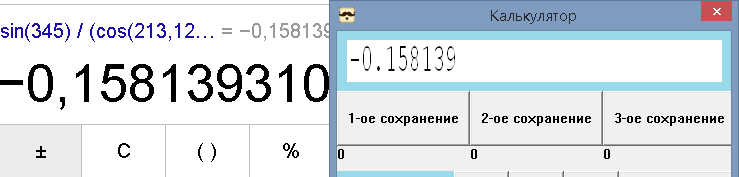 sin(345) / (cos(213,12... = −0,158139
−0,158139310
± C ( ) %
Калькулятор
-0.158139
1-ое сохранение 2-ое сохранение 3-ое сохранение
0 0 0